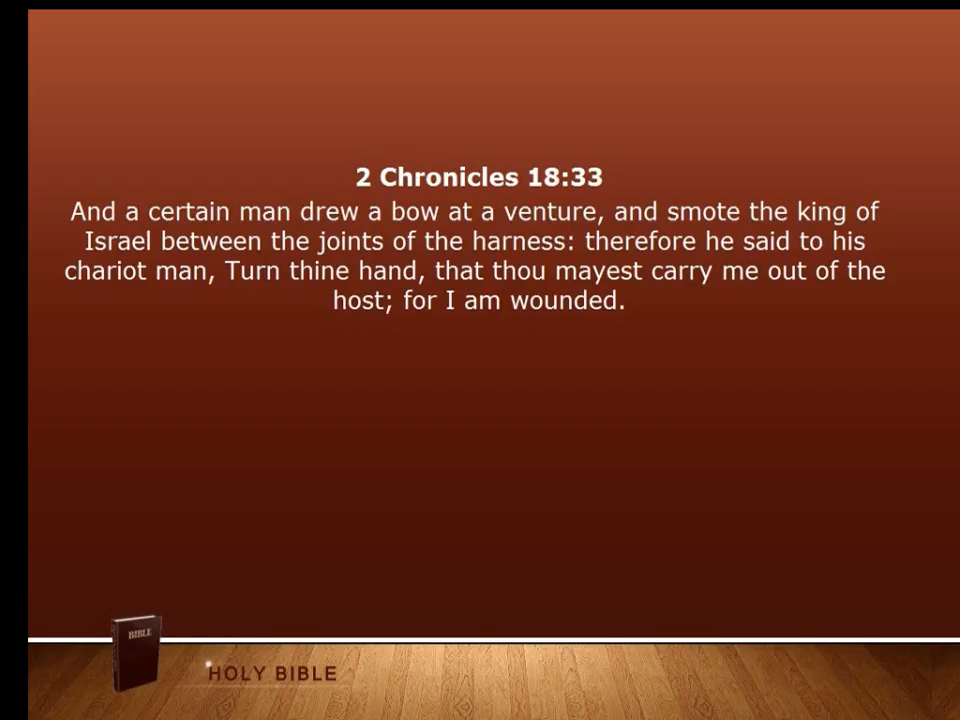 2 Chronicles 18:33
And a certain man drew a bow at a venture, and smote the king of
Israel between the joints of the harness: therefore he said to his
chariot man, Turn thine hand, that thou mayest carry me out of the
host; for I am wounded.
BIBLE
HOLY BIBLE